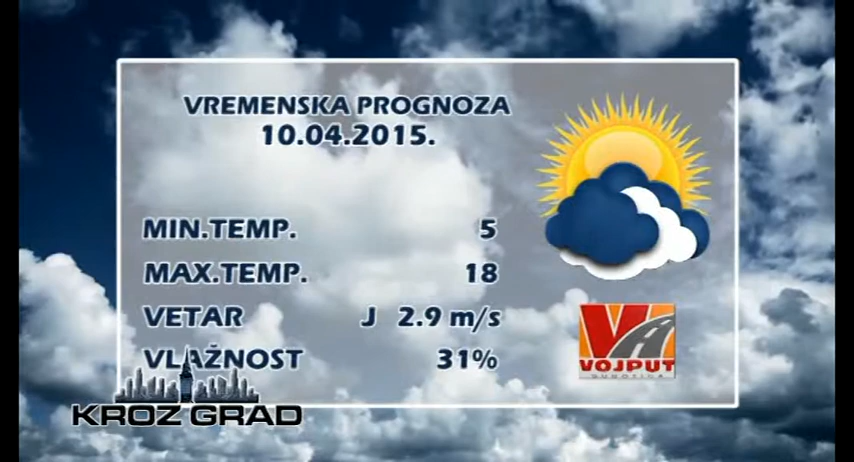 VREMENSKA PROGNOZA
10.04.2015.
MIN.TEMP. 5
MAX.TEMP. 18
VETAR J 2.9 m/s
VLAŽNOST 31%
VOJPUT
SUBOTICA
KROZ GRAD